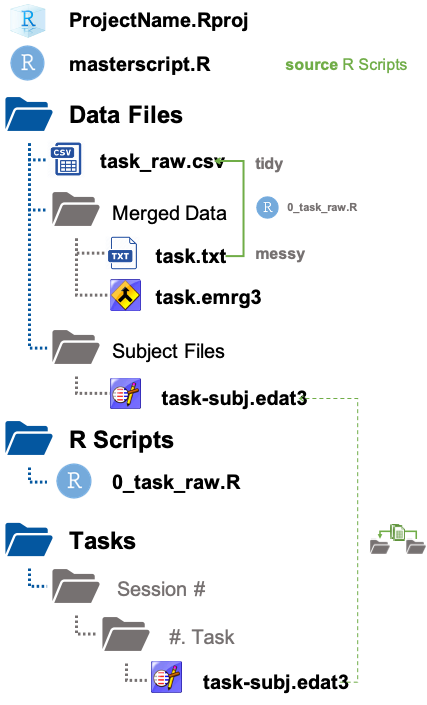 R
ProjectName.Rproj
R
masterscript.R
source R Scripts
Data Files
CSV
task_raw.csv
tidy
Merged Data
R
0_task_raw.R
TXT
task.txt
messy
task.emrg3
Subject Files
task-subj.edat3
R Scripts
R
0_task_raw.R
Tasks
Session #
#. Task
task-subj.edat3